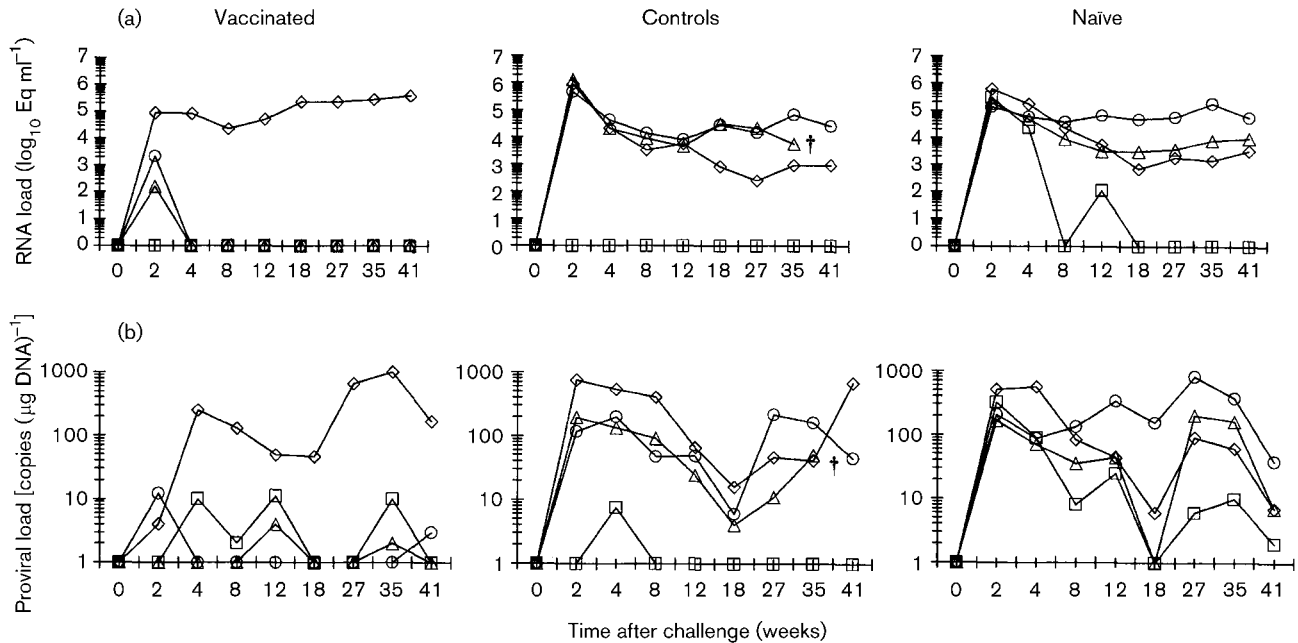 (a) Vaccinated Controls Naïve
RNA load (log10 Eq ml−1)
7 7 7
6 6 6
5 5 5
4 4 4
3 3 3
2 2 2
1 1 1
0 0 0
0 2 4 8 12 18 27 35 41 0 2 4 8 12 18 27 35 41 0 2 4 8 12 18 27 35 41
†
(b)
Proviral load [copies (µg DNA)−1]
1000 1000 1000
100 100 100
10 10 10
1 1 1
0 2 4 8 12 18 27 35 41 0 2 4 8 12 18 27 35 41 0 2 4 8 12 18 27 35 41
†
Time after challenge (weeks)